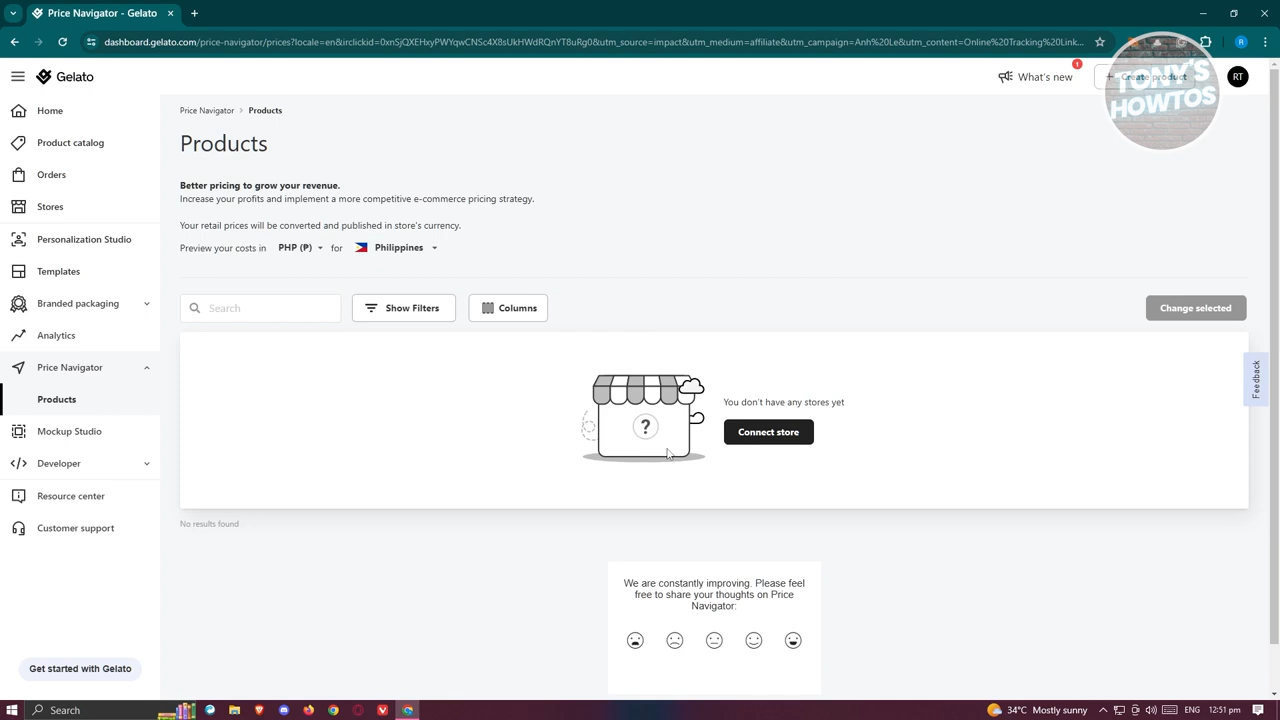 Price Navigator - Gelato
dashboard.gelato.com/price-navigator/prices?locale=en&irclickid=0xnSjQXEHxyPWYqwCNSc4X8sUkHWdRQnYT8uRg0&utm_source=impact&utm_medium=affiliate&utm_campaign=Anh%20Le&utm_content=Online%20Tracking%20Link...
R
Gelato
What's new
1
Create product
RT
TONY'S
HOWTOS
Home
Product catalog
Orders
Stores
Personalization Studio
Templates
Branded packaging
Analytics
Price Navigator
Products
Mockup Studio
Developer
Resource center
Customer support
Get started with Gelato
Price Navigator > Products
Products
Better pricing to grow your revenue.
Increase your profits and implement a more competitive e-commerce pricing strategy.
Your retail prices will be converted and published in store's currency.
Preview your costs in PHP (₱) for Philippines
Search
Show Filters
Columns
Change selected
?
You don't have any stores yet
Connect store
Feedback
No results found
We are constantly improving. Please feel
free to share your thoughts on Price
Navigator:
Search
34°C Mostly sunny
ENG
12:51 pm